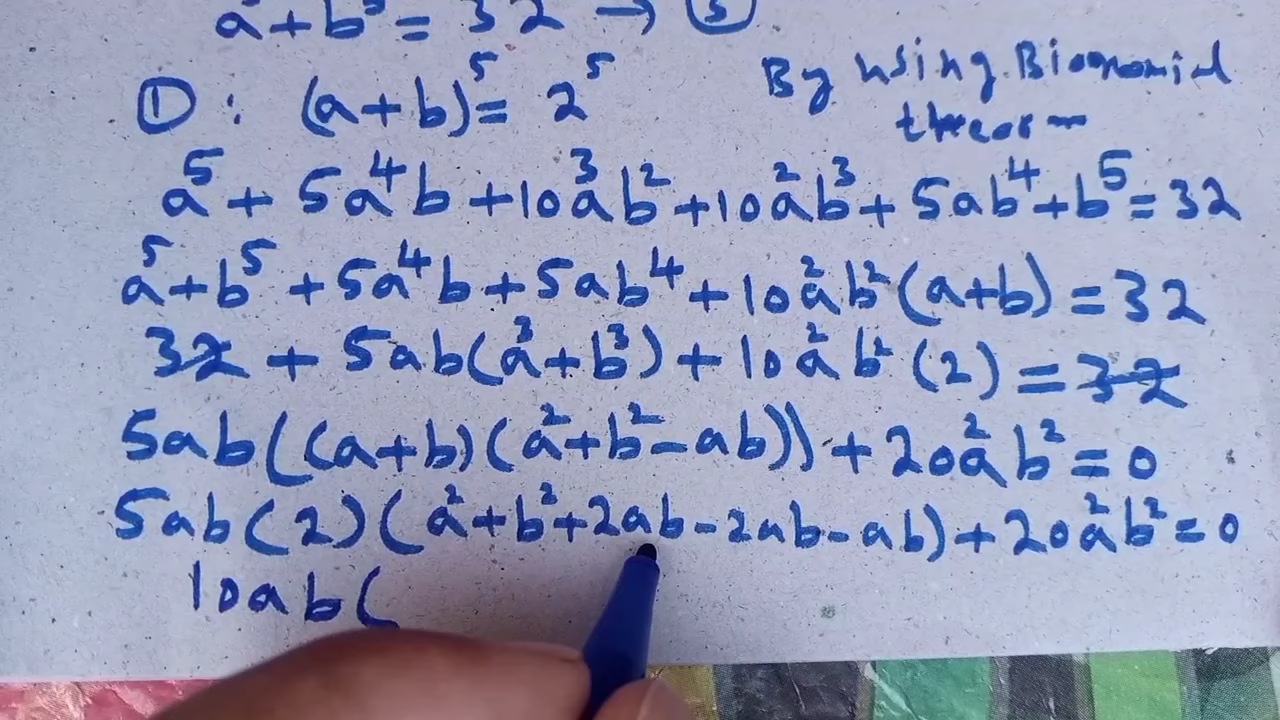 a⁵+b⁵= 32 → ③
①: (a+b)⁵= 2⁵
By using Bionomial
theorm
a⁵+ 5a⁴b +10a³b²+10a²b³+ 5ab⁴+b⁵=32
a⁵+b⁵ +5a⁴b+5ab⁴+10a²b²(a+b)=32
32 + 5ab(a³+b³)+10a²b²(2)=32
5ab((a+b)(a²+b²-ab))+20a²b²=0
5ab(2)(a²+b²+2ab-2ab-ab)+20a²b²=0
10ab(